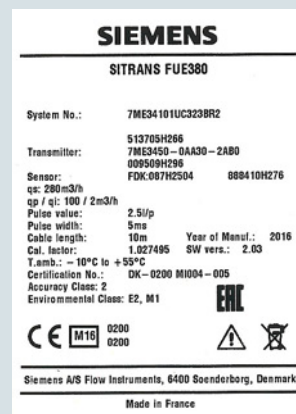 SIEMENS
SITRANS FUE380
System No.: 7ME34101UC323BR2
513705H266
Transmitter: 7ME3450-0AA30-2AB0
009509H296
Sensor: FDK:087H2504 888410H276
qs: 280m3/h
qp / qi: 100 / 2m3/h
Pulse value: 2.5l/p
Pulse width: 5ms
Cable length: 10m Year of Manuf.: 2016
Cal. factor: 1.027495 SW vers.: 2.03
T.amb.: -10°C to +55°C
Certification No.: DK-0200 MI004-005
Accuracy Class: 2
Environmental Class: E2, M1
EAC
CE M16 0200
0200
Siemens A/S Flow Instruments, 6400 Soenderborg, Denmark
Made in France